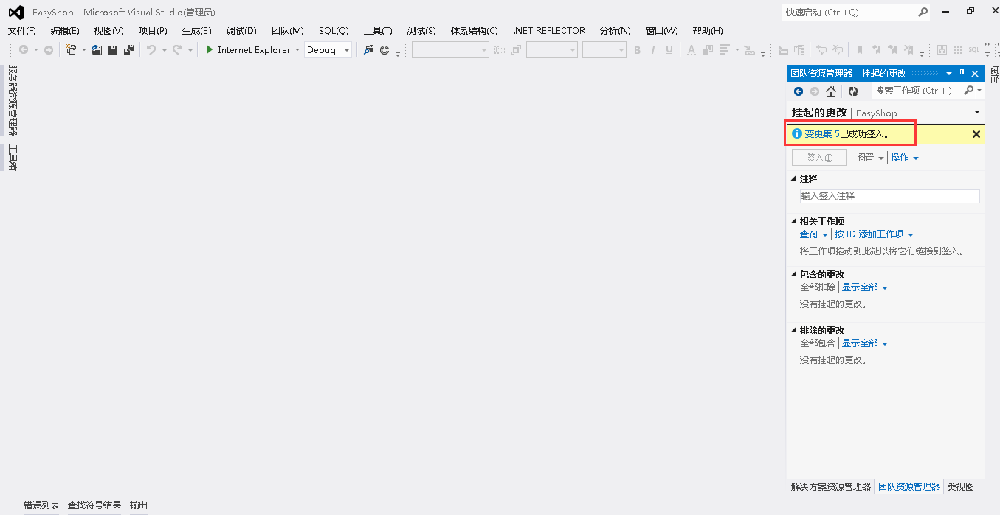 EasyShop - Microsoft Visual Studio(管理员)
快速启动 (Ctrl+Q)
文件(F) 编辑(E) 视图(V) 项目(P) 生成(B) 调试(D) 团队(M) SQL(Q) 工具(T) 测试(S) 体系结构(C) .NET REFLECTOR 分析(N) 窗口(W) 帮助(H)
Internet Explorer Debug B I U A SQL
服务器资源管理器
工具箱
属性
团队资源管理器 - 挂起的更改
搜索工作项 (Ctrl+')
挂起的更改 | EasyShop
变更集 5已成功签入。
签入(I) 搁置 操作
注释
输入签入注释
相关工作项
查询 按 ID 添加工作项
将工作项拖动到此处以将它们链接到签入。
包含的更改
全部排除 显示全部
没有挂起的更改。
排除的更改
全部包含 显示全部
没有挂起的更改。
解决方案资源管理器 团队资源管理器 类视图
错误列表 查找符号结果 输出